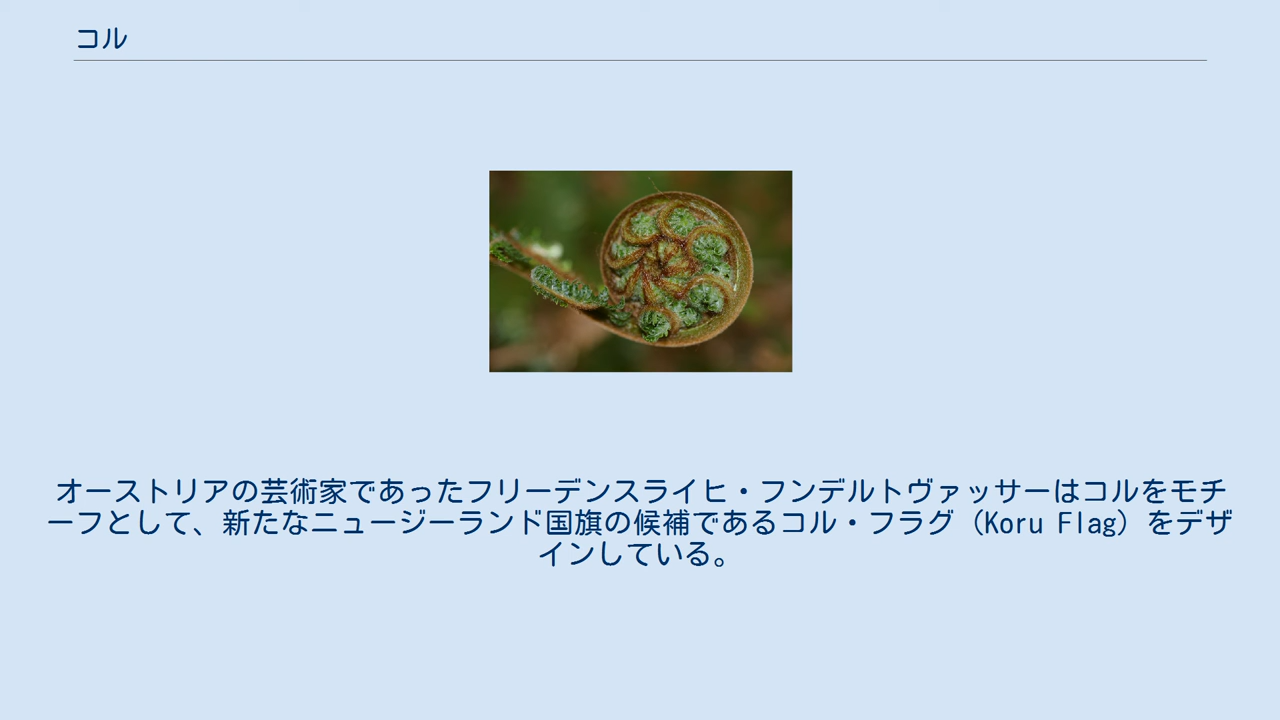 コル
オーストリアの芸術家であったフリーデンスライヒ・フンデルトヴァッサーはコルをモチ
ーフとして、新たなニュージーランド国旗の候補であるコル・フラグ（Koru Flag）をデザ
インしている。